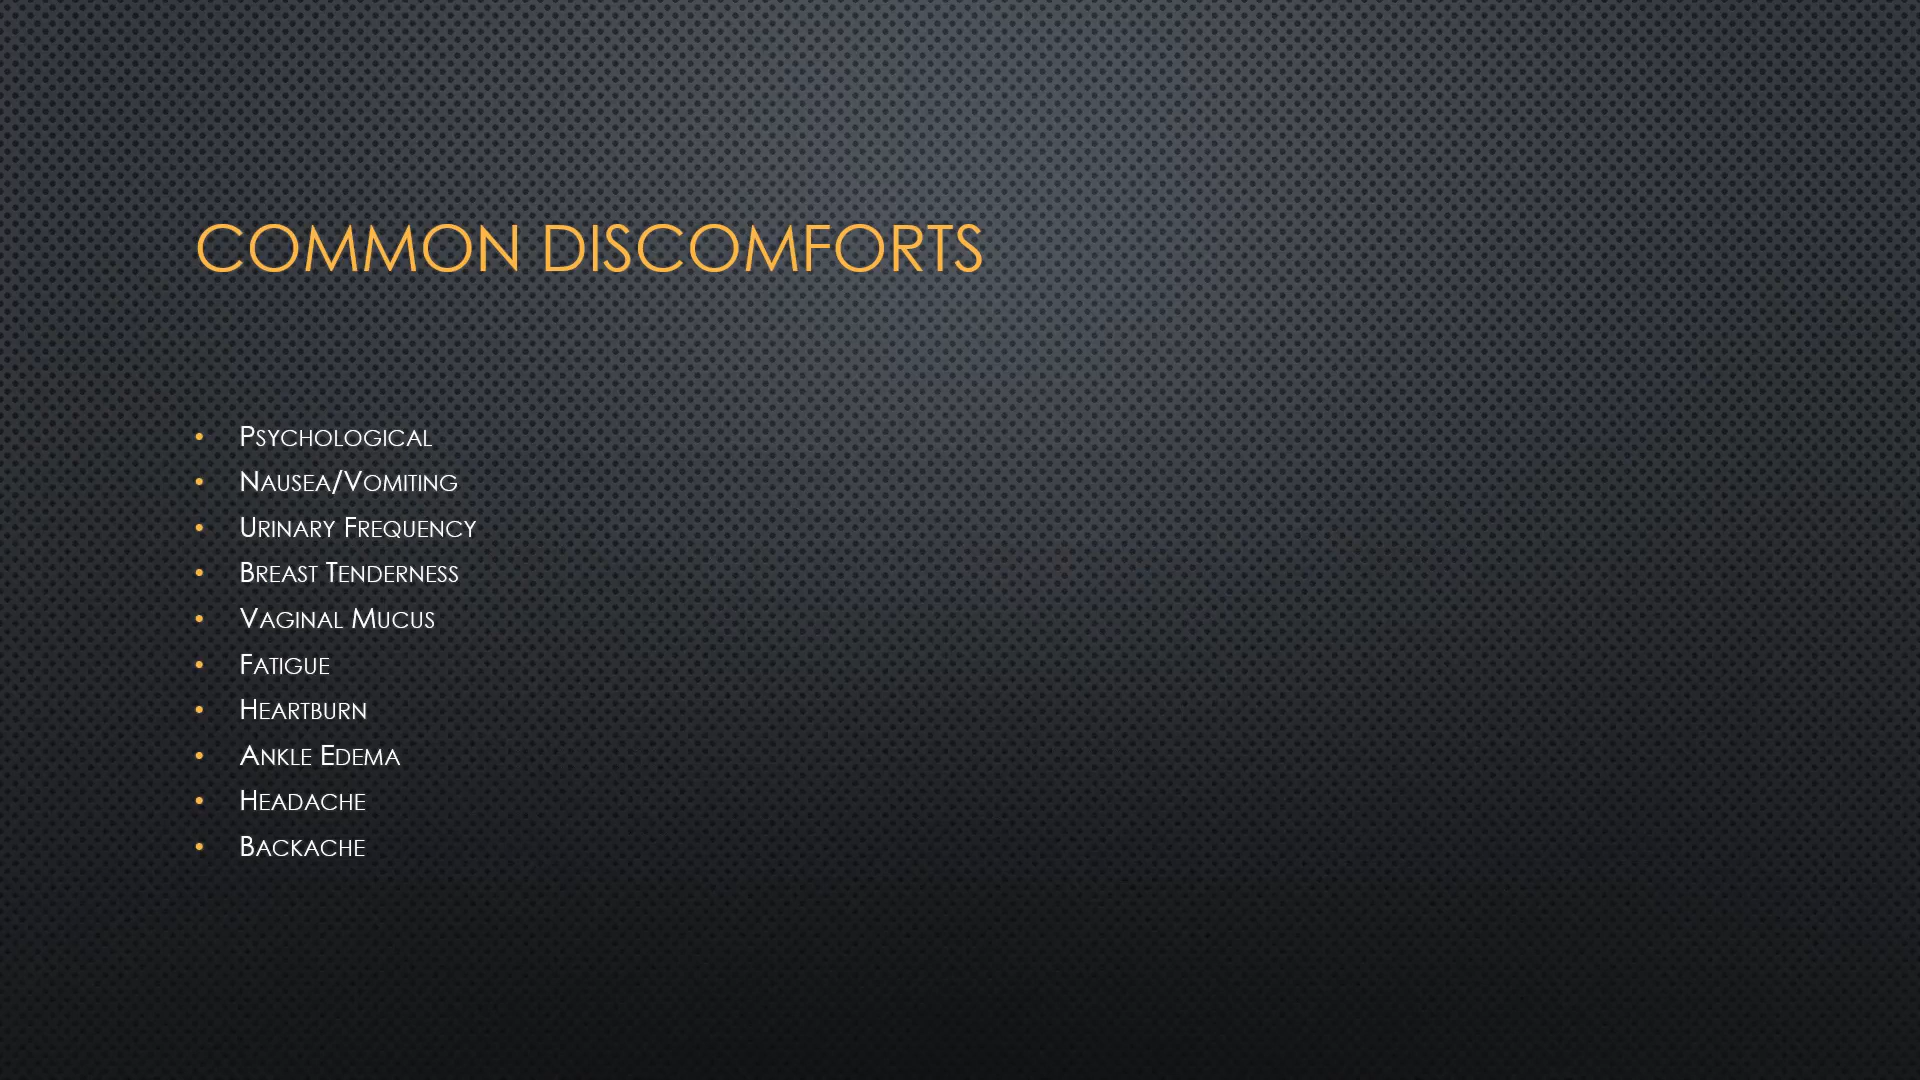 COMMON DISCOMFORTS
• Psychological
• Nausea/Vomiting
• Urinary Frequency
• Breast Tenderness
• Vaginal Mucus
• Fatigue
• Heartburn
• Ankle Edema
• Headache
• Backache